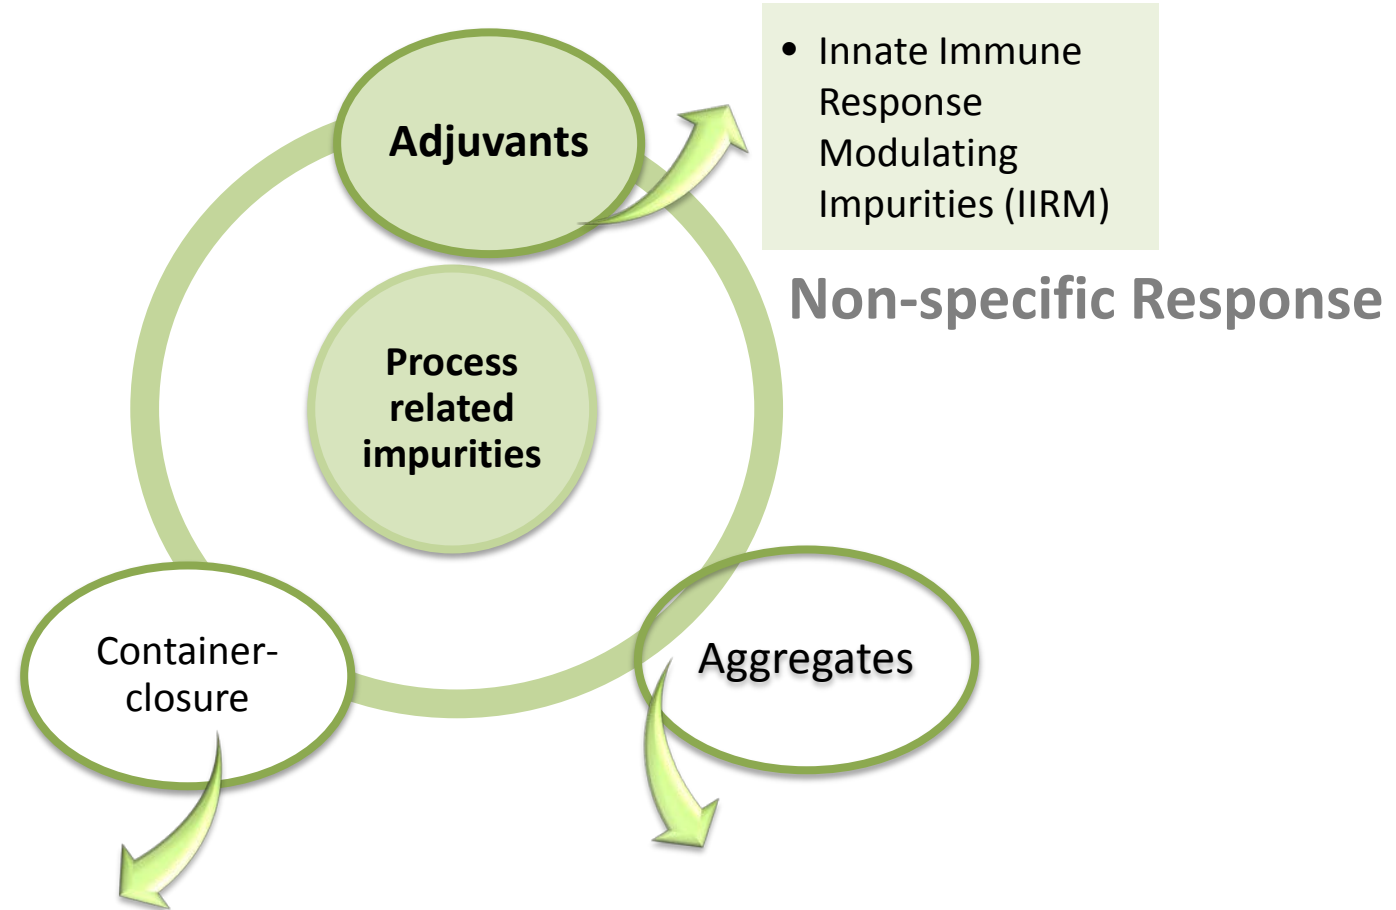 Adjuvants
• Innate Immune
Response
Modulating
Impurities (IIRM)
Non-specific Response
Process
related
impurities
Container-
closure
Aggregates